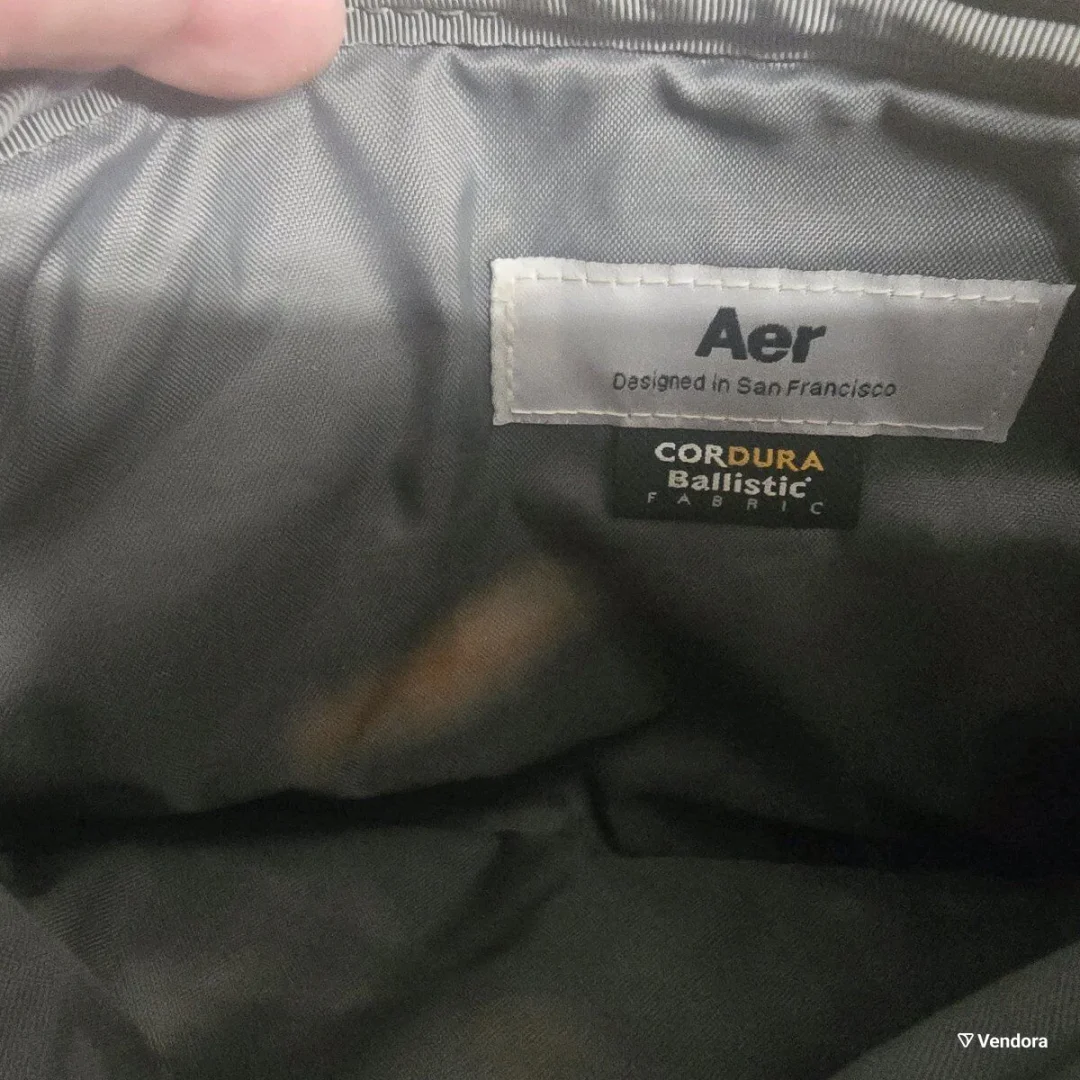 Aer
Designed in San Francisco
CORDURA
Ballistic
FABRIC
Vendora